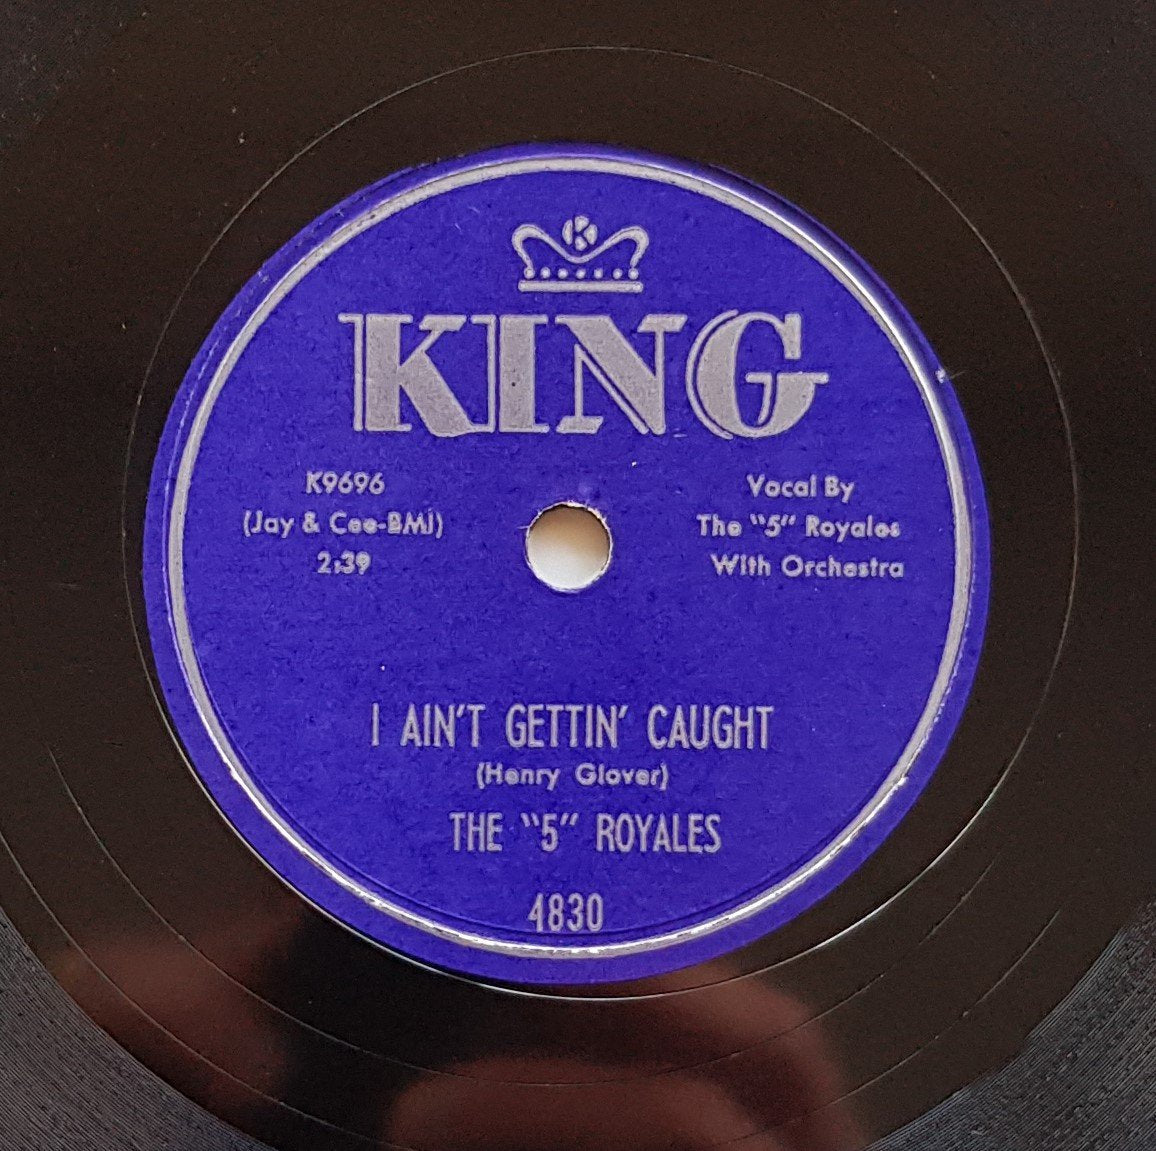 K
KING
K9696
(Jay & Cee-BMI)
2:39
Vocal By
The "5" Royales
With Orchestra
I AIN'T GETTIN' CAUGHT
(Henry Glover)
THE "5" ROYALES
4830